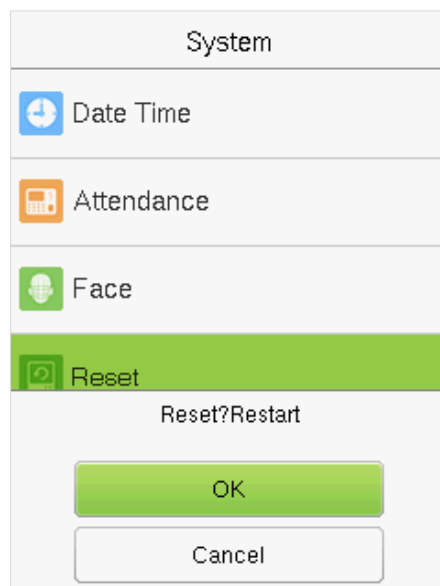 System
Date Time
Attendance
Face
Reset
Reset?Restart
OK
Cancel